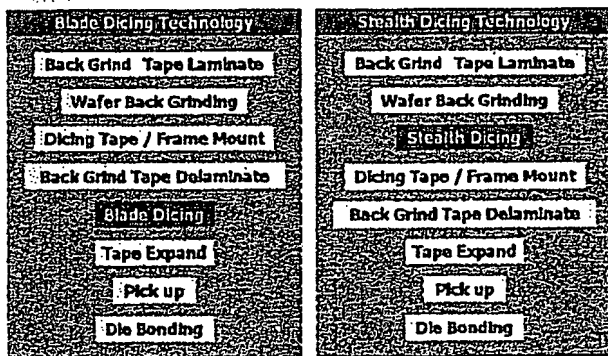 Blade Dicing Technology
Back Grind Tape Laminate
Wafer Back Grinding
Dicing Tape / Frame Mount
Back Grind Tape Delaminate
Blade Dicing
Tape Expand
Pick up
Die Bonding
Stealth Dicing Technology
Back Grind Tape Laminate
Wafer Back Grinding
Stealth Dicing
Dicing Tape / Frame Mount
Back Grind Tape Delaminate
Tape Expand
Pick up
Die Bonding